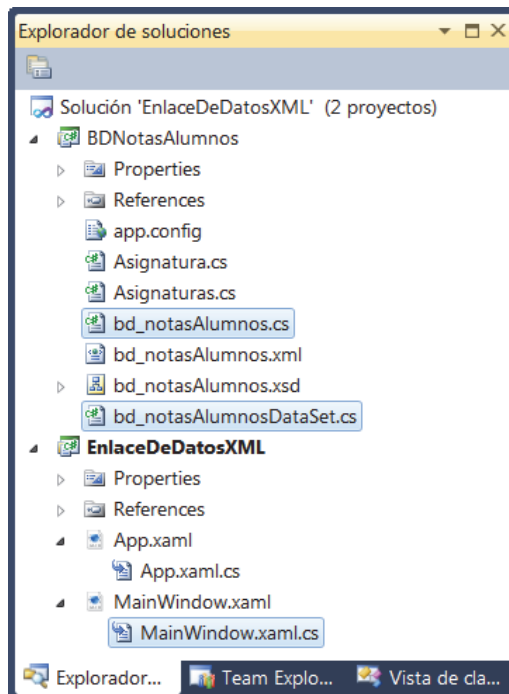 Explorador de soluciones
Solución 'EnlaceDeDatosXML' (2 proyectos)
BDNotasAlumnos
Properties
References
app.config
Asignatura.cs
Asignaturas.cs
bd_notasAlumnos.cs
bd_notasAlumnos.xml
bd_notasAlumnos.xsd
bd_notasAlumnosDataSet.cs
EnlaceDeDatosXML
Properties
References
App.xaml
App.xaml.cs
MainWindow.xaml
MainWindow.xaml.cs
Explorador... Team Explo... Vista de cla...